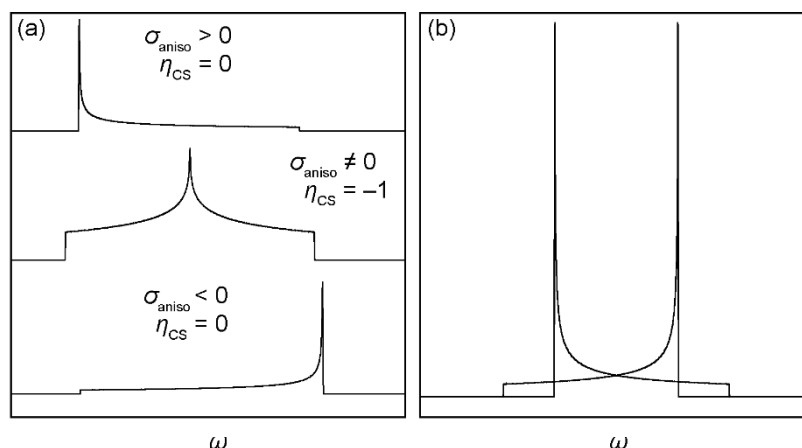 (a)
σaniso > 0
ηCS = 0
σaniso ≠ 0
ηCS = –1
σaniso < 0
ηCS = 0
ω
(b)
ω